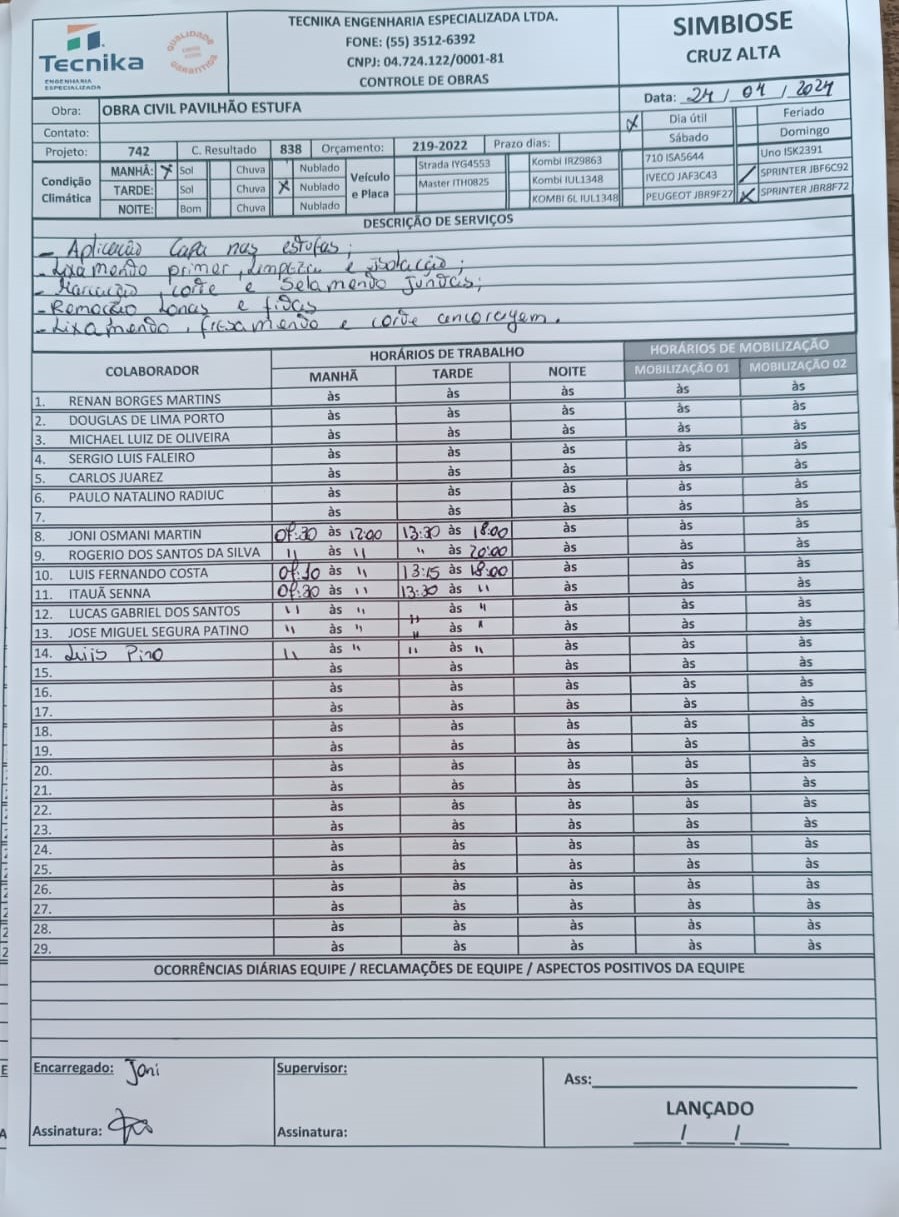 Tecnika
ENGENHARIA
ESPECIALIZADA
QUALIDADE
GARANTIDA
TECNIKA ENGENHARIA ESPECIALIZADA LTDA.
FONE: (55) 3512-6392
CNPJ: 04.724.122/0001-81
CONTROLE DE OBRAS
SIMBIOSE
CRUZ ALTA
Obra: OBRA CIVIL PAVILHÃO ESTUFA
Data: 24 / 04 / 2024
Contato:
X Dia útil Feriado
Sábado Domingo
Projeto: 742 C. Resultado 838 Orçamento: 219-2022 Prazo dias:
Condição Climática
MANHÃ: X Sol Chuva Nublado
TARDE: Sol Chuva X Nublado
NOITE: Bom Chuva Nublado
Veículo e Placa
Strada IYG4553 Kombi IRZ9863 710 ISA5644 Uno ISK2391
Master ITH0825 Kombi IUL1348 IVECO JAF3C43 / SPRINTER JBF6C92
KOMBI 6L IUL1348 PEUGEOT JBR9F27 X SPRINTER JBR8F72
DESCRIÇÃO DE SERVIÇOS
- Aplicação Capa nas estufas;
- Lixamendo primer, limpeza e isolação;
- Marcação, corte e Selamendo Jundas;
- Remoção Lonas e fidas
- Lixamendo, fresamendo e corde ancoragem.
COLABORADOR HORÁRIOS DE TRABALHO HORÁRIOS DE MOBILIZAÇÃO
MANHÃ TARDE NOITE MOBILIZAÇÃO 01 MOBILIZAÇÃO 02
1. RENAN BORGES MARTINS às às às às às
2. DOUGLAS DE LIMA PORTO às às às às às
3. MICHAEL LUIZ DE OLIVEIRA às às às às às
4. SERGIO LUIS FALEIRO às às às às às
5. CARLOS JUAREZ às às às às às
6. PAULO NATALINO RADIUC às às às às às
7. às às às às às
8. JONI OSMANI MARTIN às 12:00 13:30 às 18:00 às às às
9. ROGERIO DOS SANTOS DA SILVA " às " " às 20:00 às às às
10. LUIS FERNANDO COSTA às " 13:15 às 18:00 às às às
11. ITAUÃ SENNA às " 13:30 às " às às às
12. LUCAS GABRIEL DOS SANTOS " às " " às " às às às
13. JOSE MIGUEL SEGURA PATINO " às " " às " às às às
14. Luis Pino " às " " às " às às às
15. às às às às às
16. às às às às às
17. às às às às às
18. às às às às às
19. às às às às às
20. às às às às às
21. às às às às às
22. às às às às às
23. às às às às às
24. às às às às às
25. às às às às às
26. às às às às às
27. às às às às às
28. às às às às às
29. às às às às às
OCORRÊNCIAS DIÁRIAS EQUIPE / RECLAMAÇÕES DE EQUIPE / ASPECTOS POSITIVOS DA EQUIPE
Encarregado: Joni
Supervisor:
Ass:
LANÇADO
/ /
Assinatura:
Assinatura: